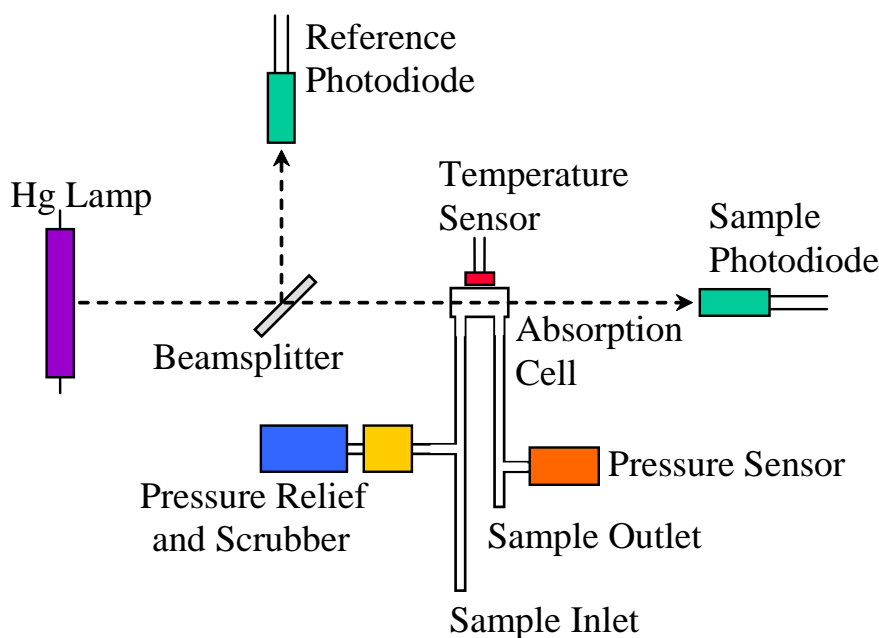 Reference
Photodiode
Hg Lamp
Temperature
Sensor
Sample
Photodiode
Beamsplitter
Absorption
Cell
Pressure Relief
and Scrubber
Pressure Sensor
Sample Outlet
Sample Inlet